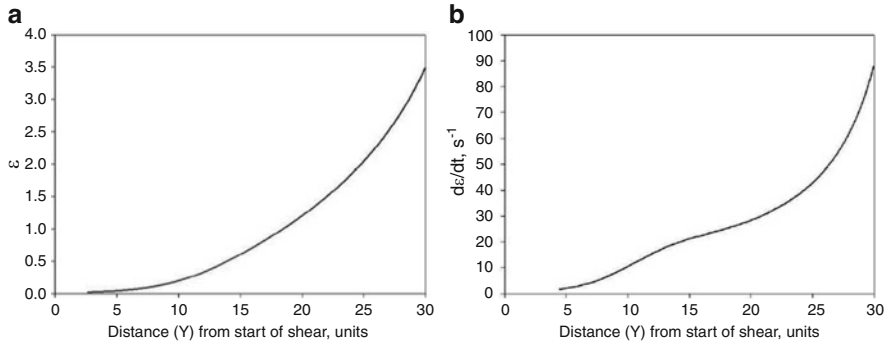 a
4.0
3.5
3.0
2.5
2.0
1.5
1.0
0.5
0.0
ε
0 5 10 15 20 25 30
Distance (Y) from start of shear, units
b
100
90
80
70
60
50
40
30
20
10
0
dε/dt, s⁻¹
0 5 10 15 20 25 30
Distance (Y) from start of shear, units